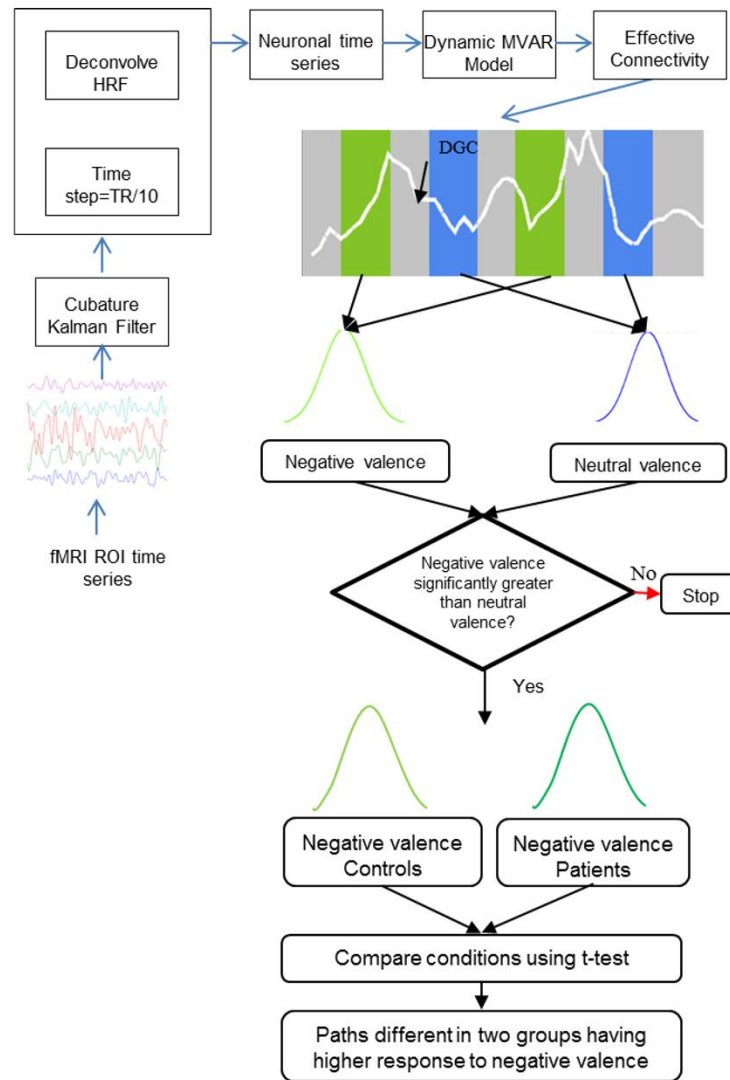 Deconvolve
HRF
Time
step=TR/10
Cubature
Kalman Filter
fMRI ROI time
series
Neuronal time
series
Dynamic MVAR
Model
Effective
Connectivity
DGC
Negative valence
Neutral valence
Negative valence
significantly greater
than neutral
valence?
No
Stop
Yes
Negative valence
Controls
Negative valence
Patients
Compare conditions using t-test
Paths different in two groups having
higher response to negative valence